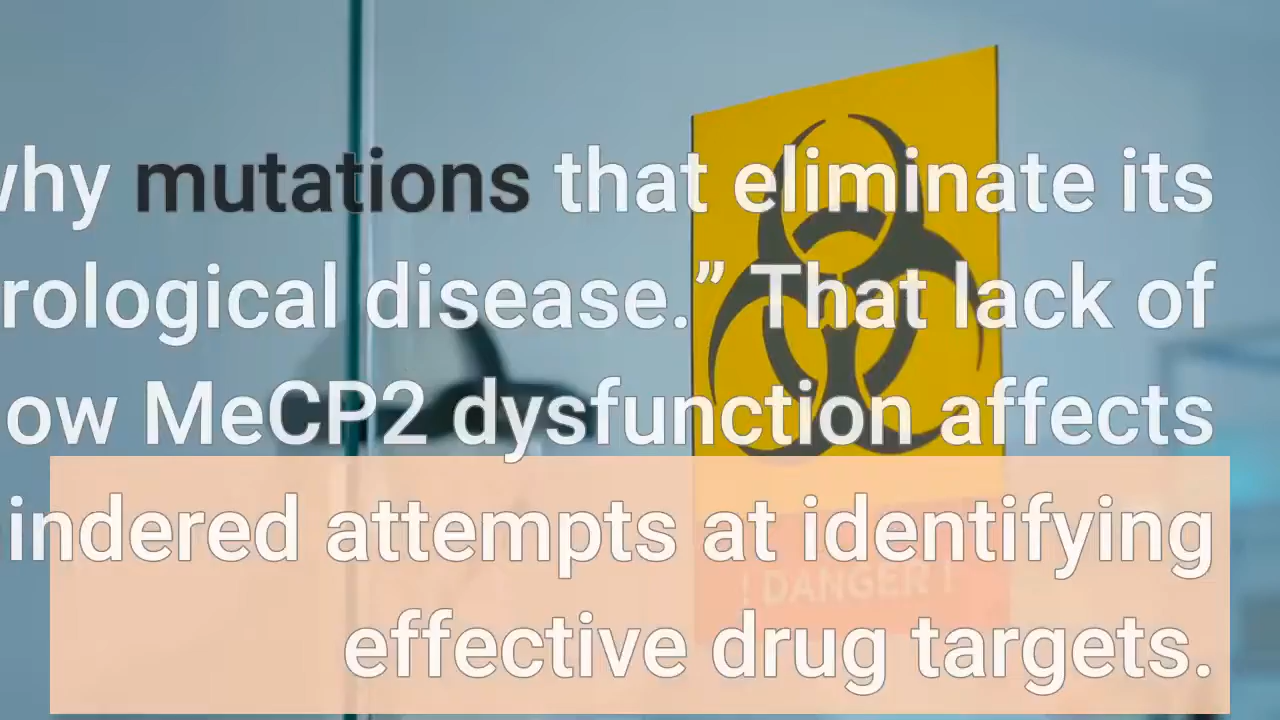 why mutations that eliminate its
rological disease.” That lack of
ow MeCP2 dysfunction affects
indered attempts at identifying
effective drug targets.
! DANGER !